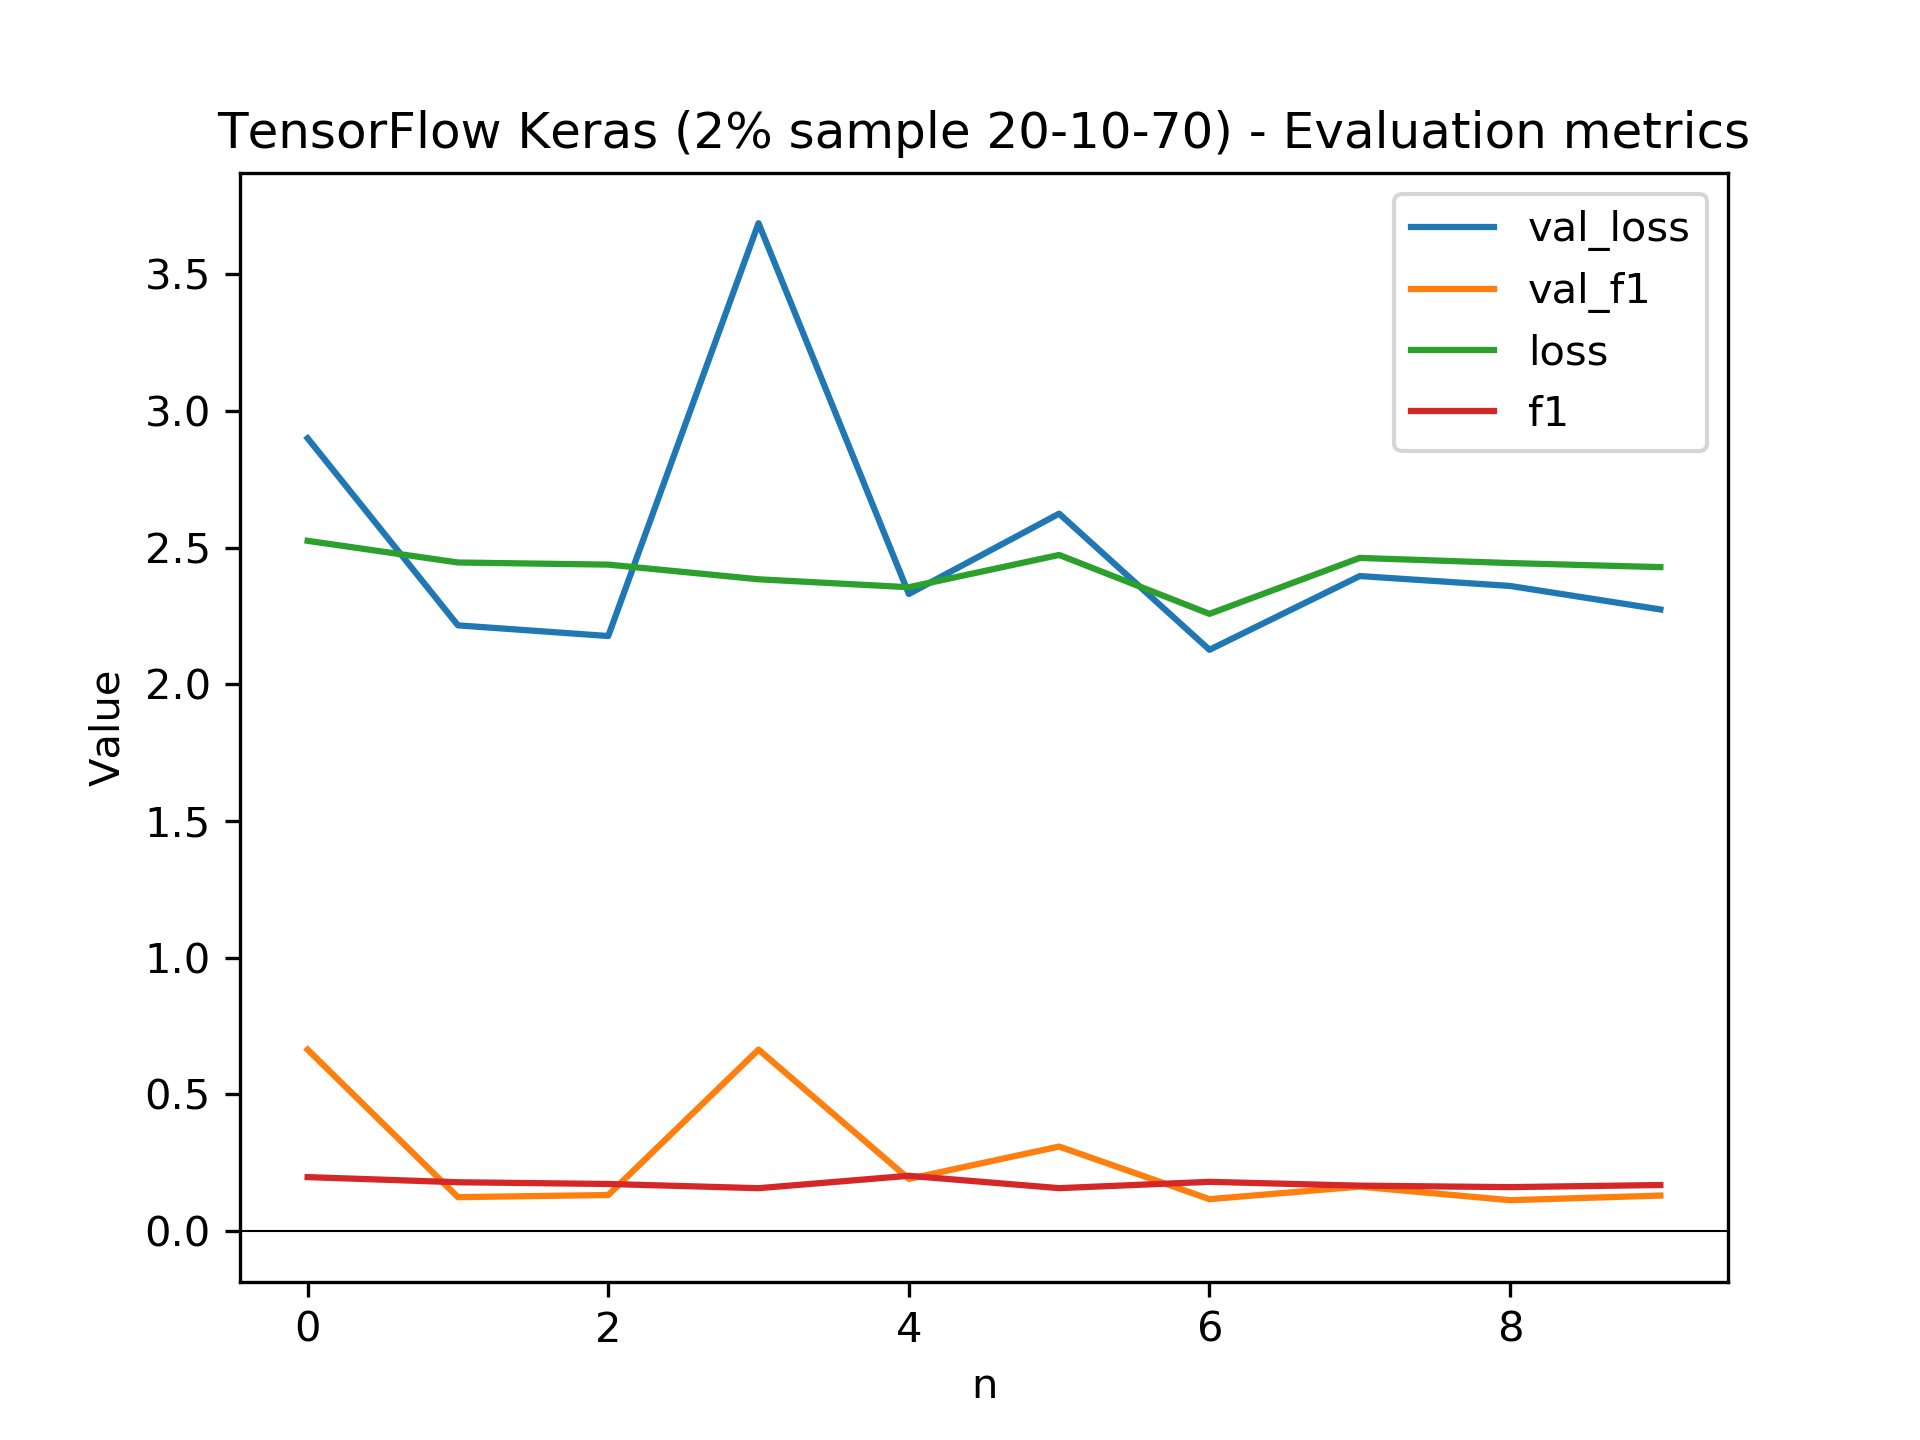 TensorFlow Keras (2% sample 20-10-70) - Evaluation metrics
val_loss
val_f1
loss
f1
Value
3.5
3.0
2.5
2.0
1.5
1.0
0.5
0.0
0 2 4 6 8
n